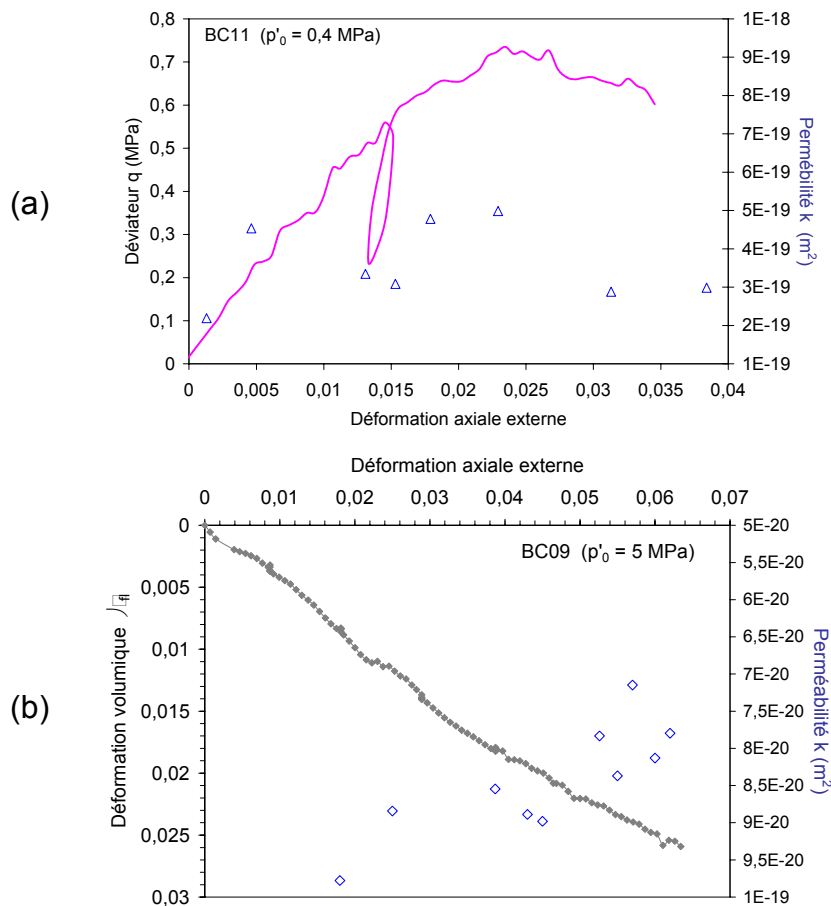 (a)
BC11 (p'0 = 0,4 MPa)
Déviateur q (MPa)
0,8
0,7
0,6
0,5
0,4
0,3
0,2
0,1
0
1E-18
9E-19
8E-19
7E-19
6E-19
5E-19
4E-19
3E-19
2E-19
1E-19
Permébilité k (m²)
0 0,005 0,01 0,015 0,02 0,025 0,03 0,035 0,04
Déformation axiale externe
(b)
Déformation axiale externe
0 0,01 0,02 0,03 0,04 0,05 0,06 0,07
BC09 (p'0 = 5 MPa)
Déformation volumique
0
0,005
0,01
0,015
0,02
0,025
0,03
5E-20
5,5E-20
6E-20
6,5E-20
7E-20
7,5E-20
8E-20
8,5E-20
9E-20
9,5E-20
1E-19
Perméabilité k (m²)